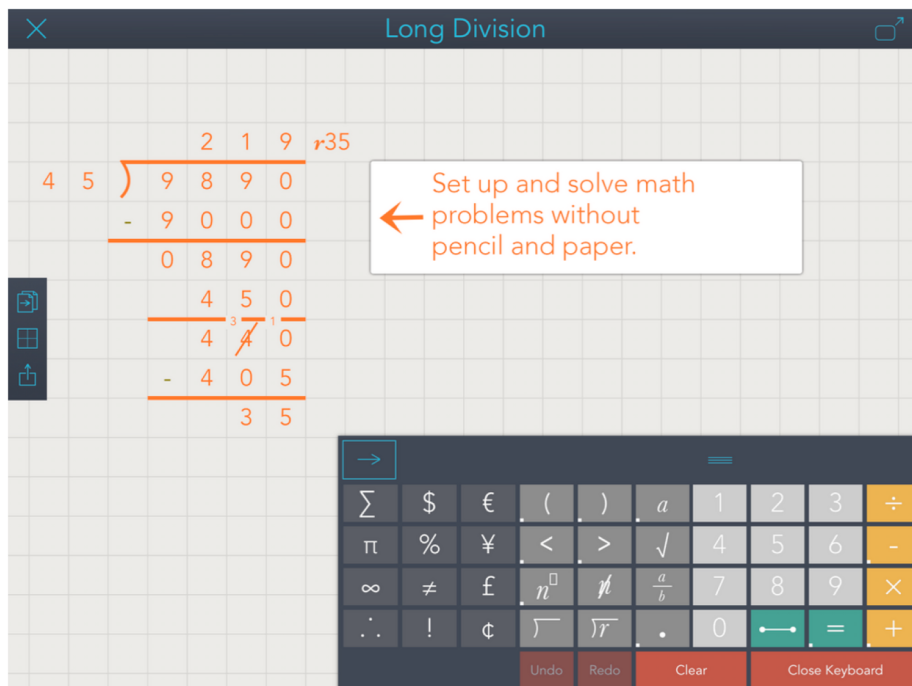 Long Division
2 1 9 r35
4 5 ) 9 8 9 0
- 9 0 0 0
0 8 9 0
4 5 0
3 1
4 4 0
- 4 0 5
3 5
Set up and solve math
problems without
pencil and paper.
∑ $ € ( ) a 1 2 3 ÷
π % ¥ < > √ 4 5 6 -
∞ ≠ £ n□ n a/b 7 8 9 ×
∴ ! ¢ ) )r . 0 = +
Undo Redo Clear Close Keyboard